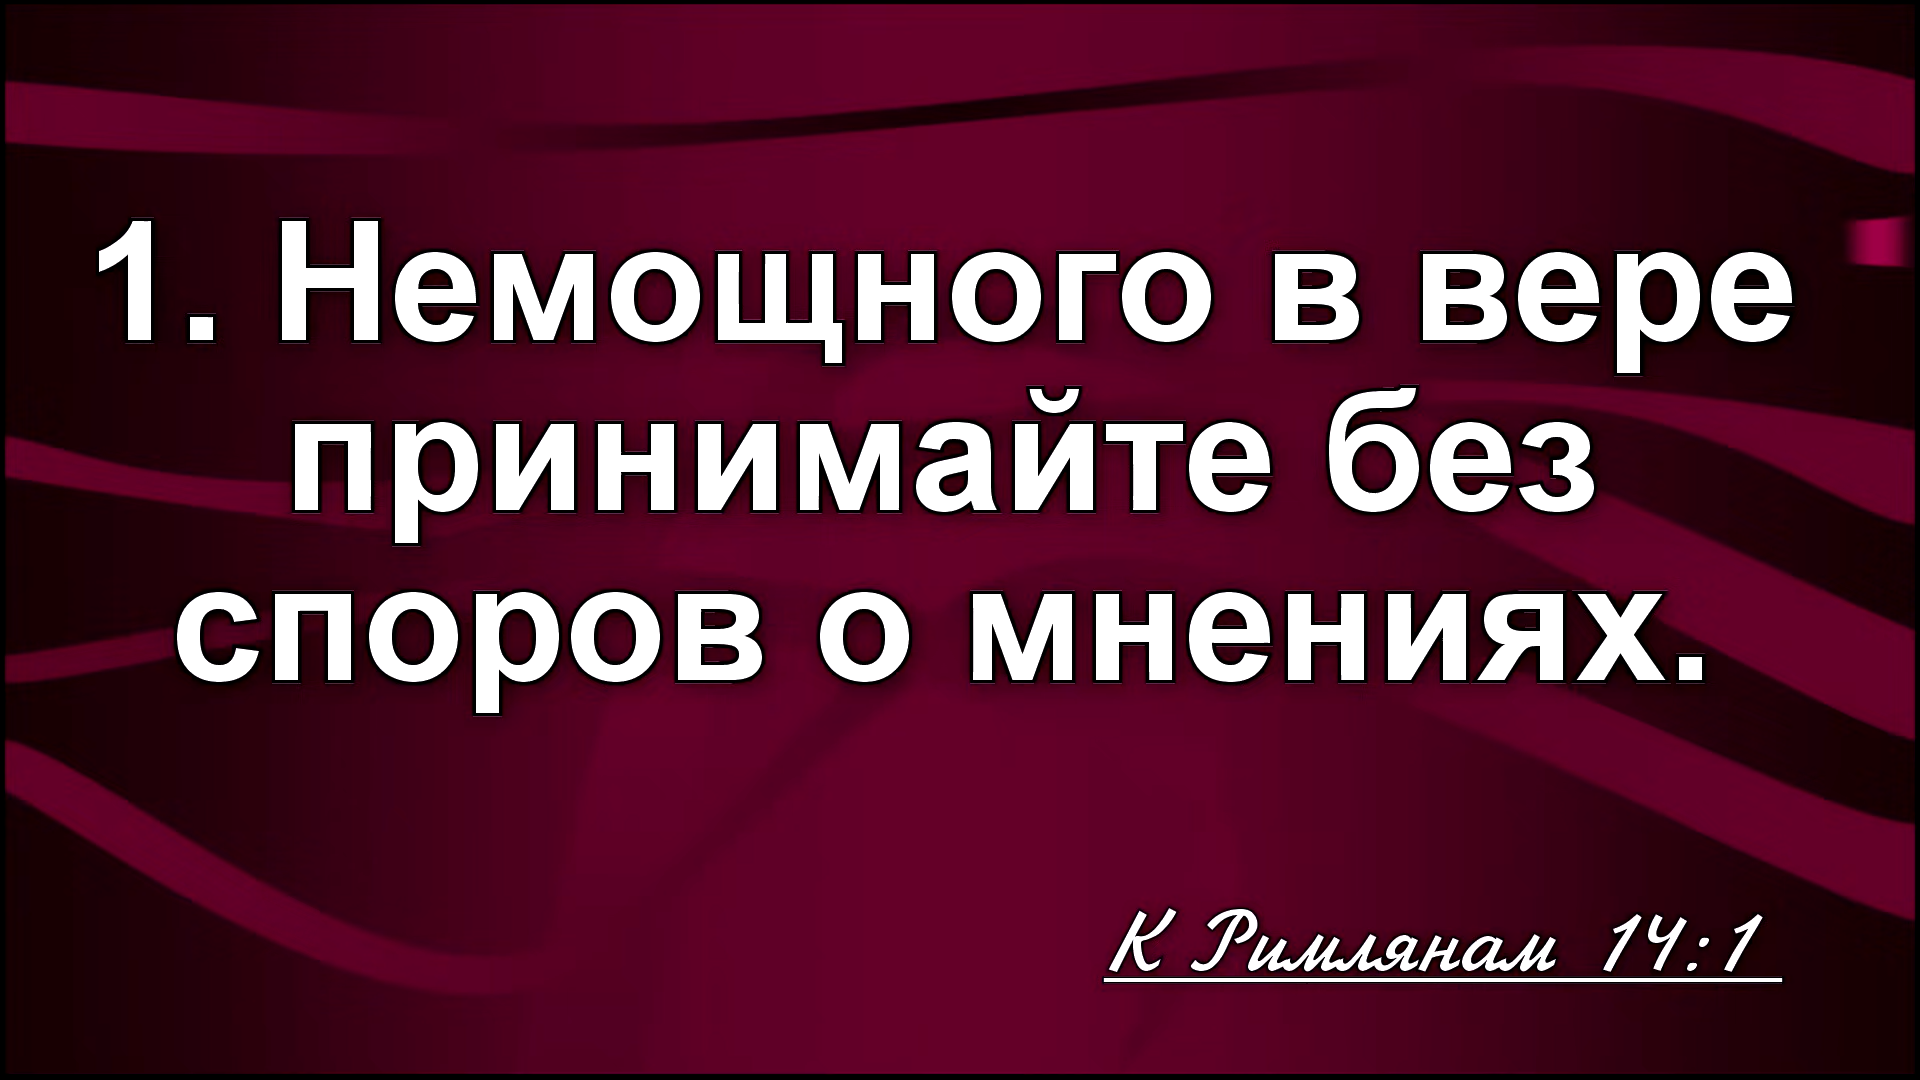 1. Немощного в вере
принимайте без
споров о мнениях.
К Римлянам 14:1